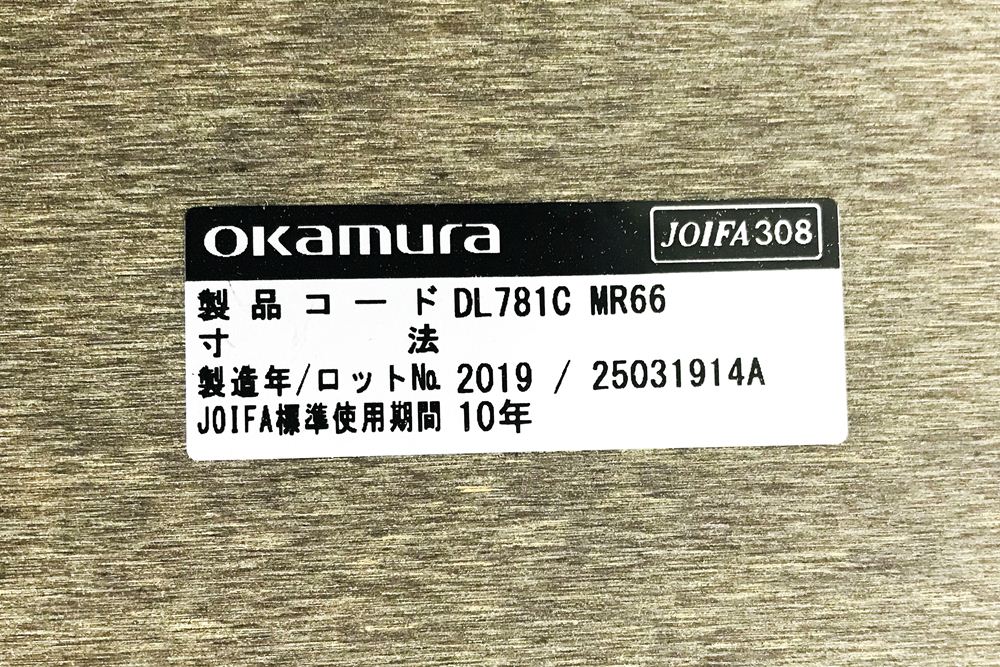 okamura JOIFA308
製品コード DL781C MR66
寸法
製造年/ロット№ 2019 / 25031914A
JOIFA標準使用期間 10年